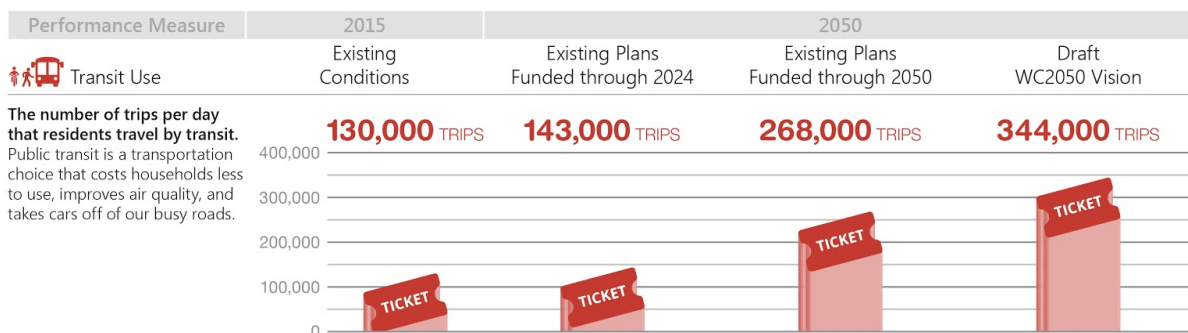 Performance Measure
2015
2050
Transit Use
Existing
Conditions
Existing Plans
Funded through 2024
Existing Plans
Funded through 2050
Draft
WC2050 Vision
The number of trips per day
that residents travel by transit.
Public transit is a transportation
choice that costs households less
to use, improves air quality, and
takes cars off of our busy roads.
130,000 TRIPS
143,000 TRIPS
268,000 TRIPS
344,000 TRIPS
400,000
300,000
200,000
100,000
0
TICKET
TICKET
TICKET
TICKET